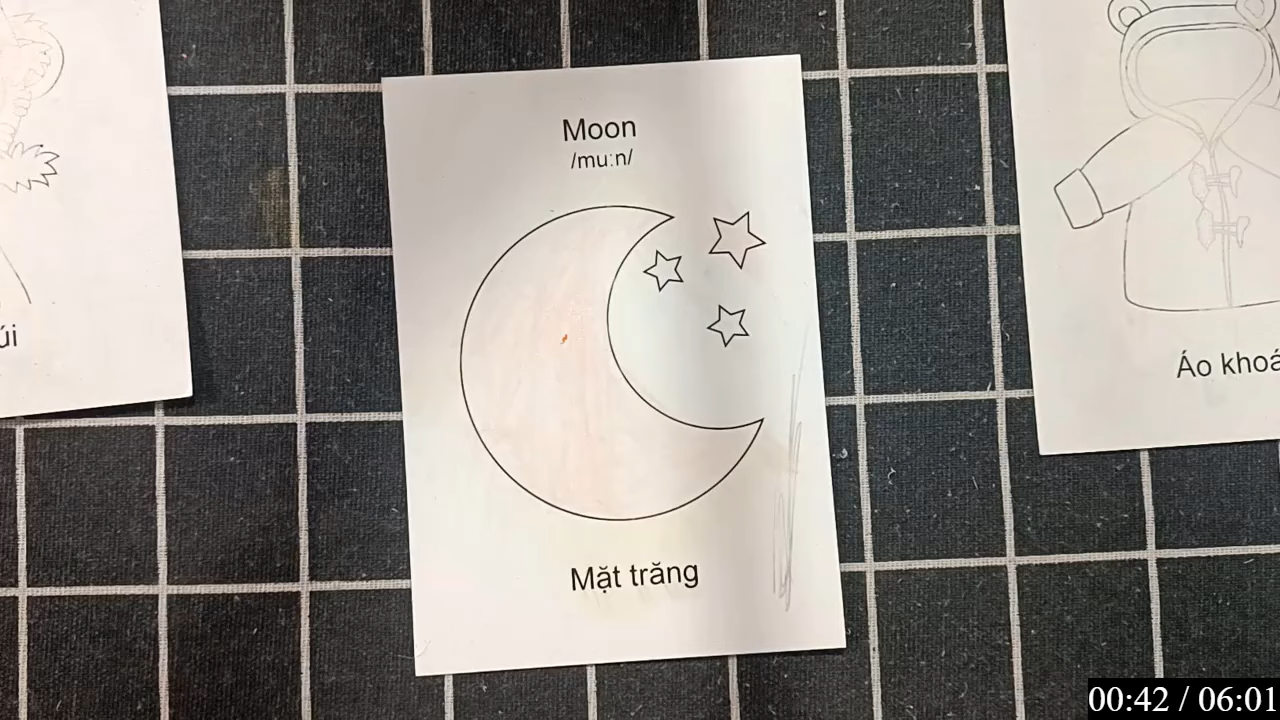 Moon
/mu:n/
Mặt trăng
Áo khoá
úi
00:42 / 06:01